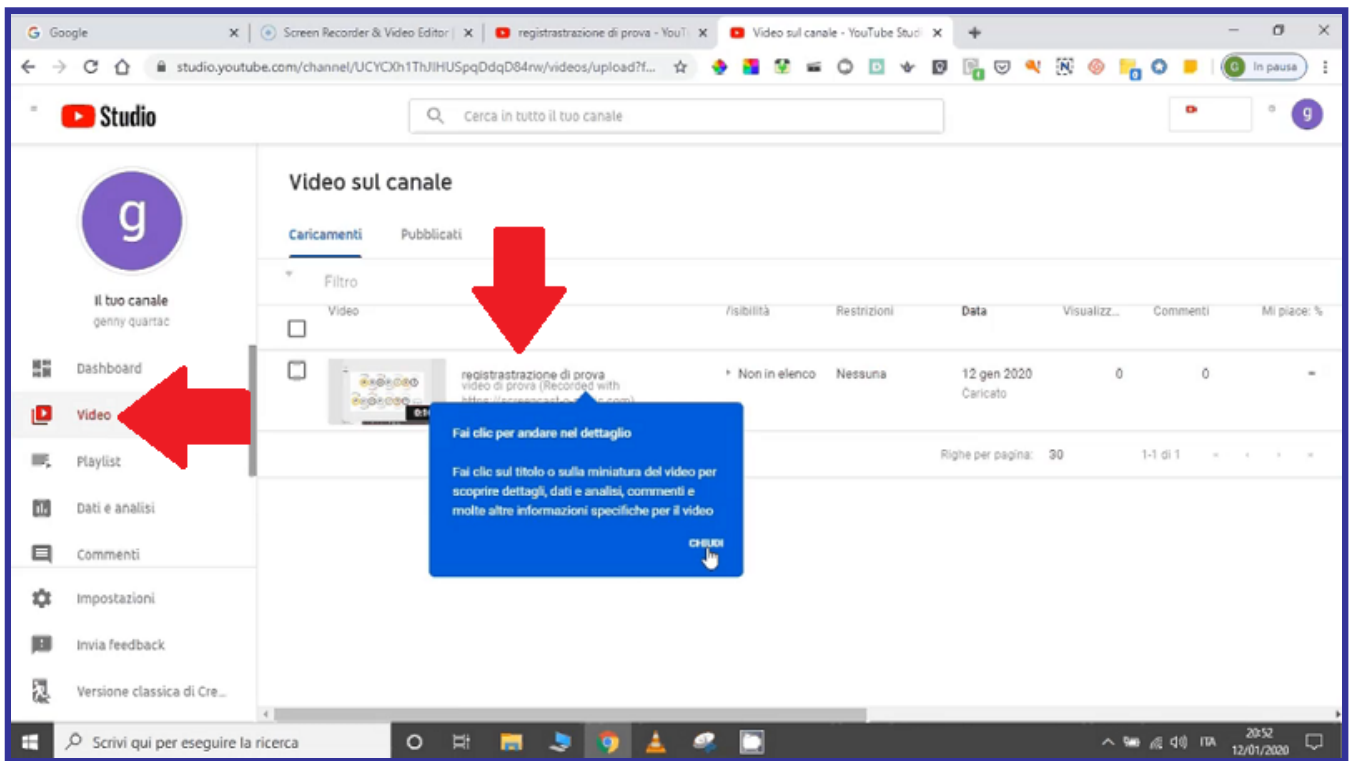 Google
Screen Recorder & Video Editor |
registrastrazione di prova - YouT
Video sul canale - YouTube Stud
studio.youtube.com/channel/UCYCXh1ThJIHUSpqDdqD84rw/videos/upload?f...
In pausa
Studio
Cerca in tutto il tuo canale
g
g
Il tuo canale
genny quartac
Dashboard
Video
Playlist
Dati e analisi
Commenti
Impostazioni
Invia feedback
Versione classica di Cre...
Video sul canale
Caricamenti Pubblicati
Filtro
Video /isibilità Restrizioni Data Visualizz... Commenti Mi piace: %
registrastrazione di prova Non in elenco Nessuna 12 gen 2020 0 0 –
video di prova (Recorded with
Caricato
Fai clic per andare nel dettaglio
Fai clic sul titolo o sulla miniatura del video per
scoprire dettagli, dati e analisi, commenti e
molte altre informazioni specifiche per il video
CHIUDI
Righe per pagina: 30 1-1 di 1
Scrivi qui per eseguire la ricerca
ITA
20:52
12/01/2020